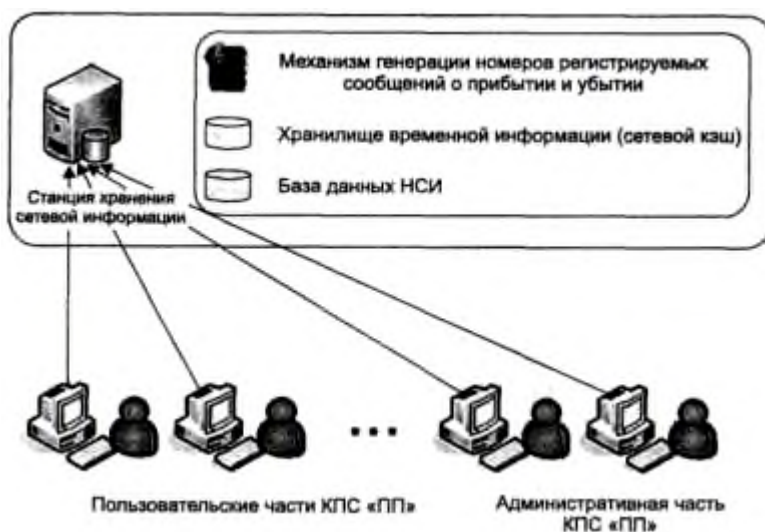 Механизм генерации номеров регистрируемых
сообщений о прибытии и убытии
Хранилище временной информации (сетевой кэш)
База данных НСИ
Станция хранения
сетевой информации
Пользовательские части КПС «ПП»
Административная часть
КПС «ПП»